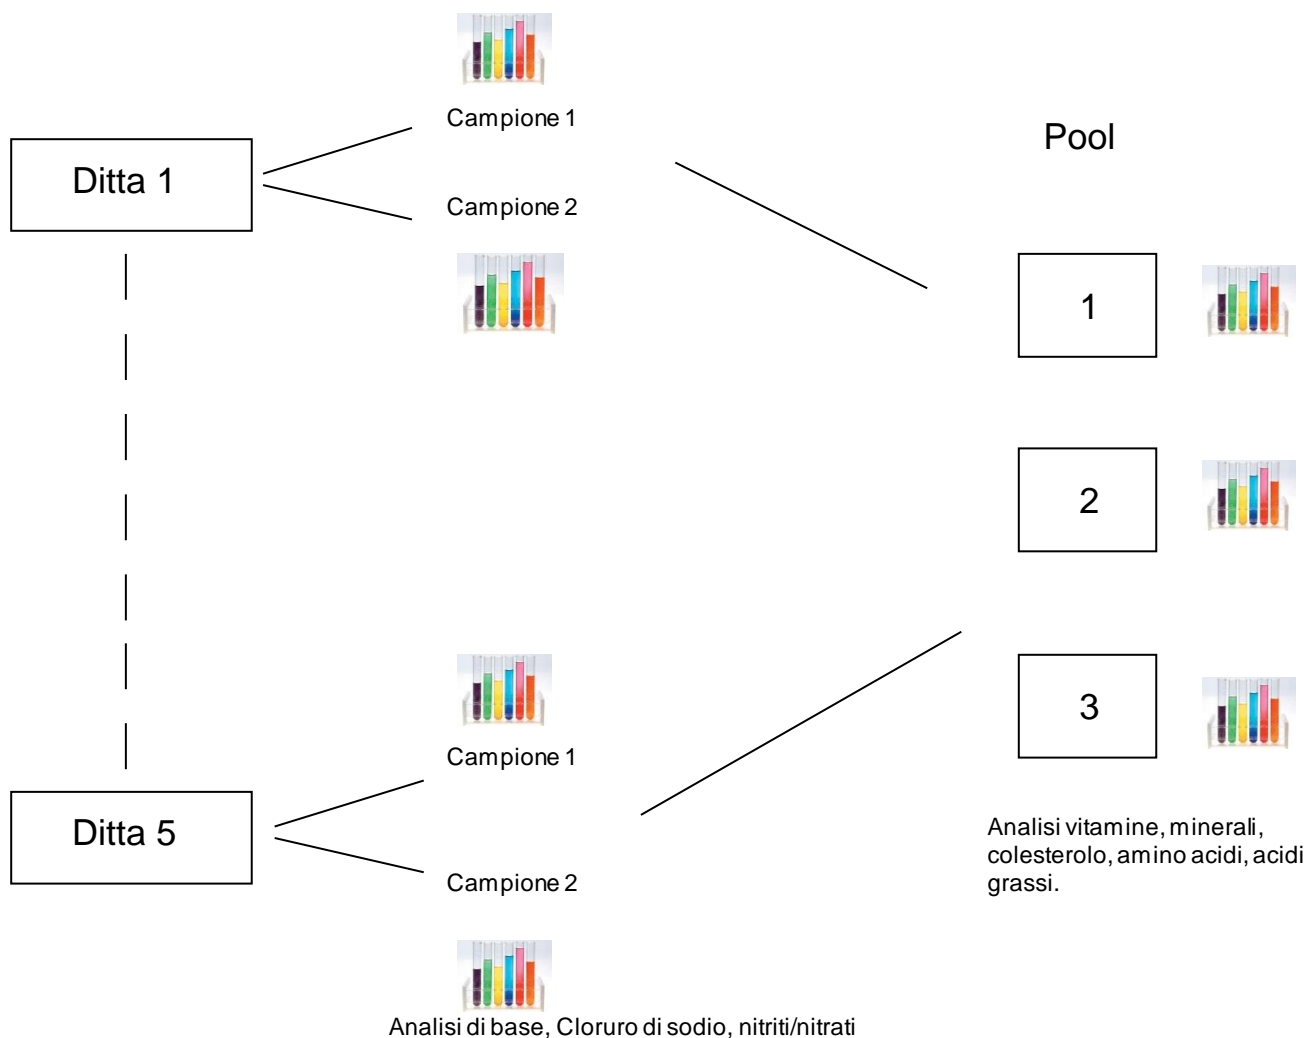 Campione 1
Pool
Ditta 1
Campione 2
1
2
3
Campione 1
Ditta 5
Analisi vitamine, minerali,
colesterolo, amino acidi, acidi
grassi.
Campione 2
Analisi di base, Cloruro di sodio, nitriti/nitrati